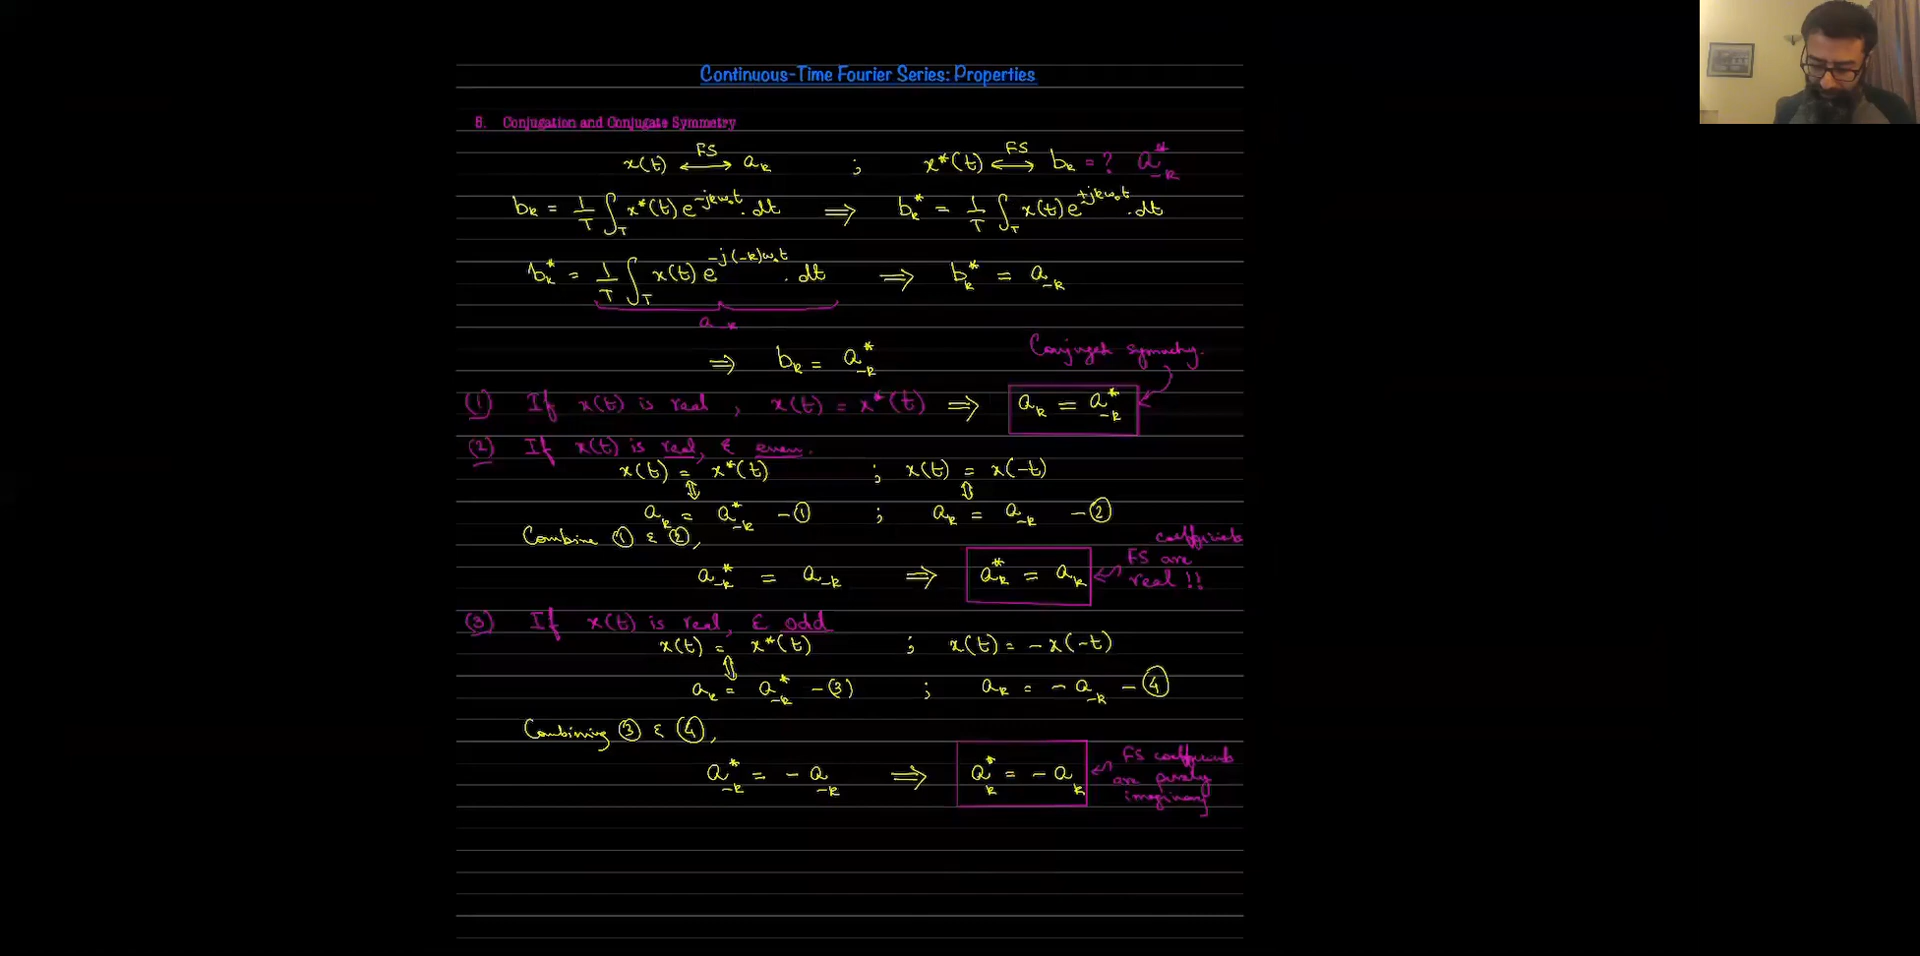 Continuous-Time Fourier Series: Properties
6. Conjugation and Conjugate Symmetry
x(t) ⟷^{FS} a_k ; x*(t) ⟷^{FS} b_k = ? a*_{-k}
b_k = 1/T ∫_T x*(t) e^{-jkω₀t} . dt ⟹ b*_k = 1/T ∫_T x(t) e^{+jkω₀t} . dt
b*_k = 1/T ∫_T x(t) e^{-j(-k)ω₀t} . dt ⟹ b*_k = a_{-k}
a_{-k}
⟹ b_k = a*_{-k}
Conjugate symmetry.
(1) If x(t) is real, x(t) = x*(t) ⟹ a_k = a*_{-k}
(2) If x(t) is real, & even.
x(t) = x*(t) ; x(t) = x(-t)
⇕ ⇕
a_k = a*_{-k} - ① ; a_k = a_{-k} - ②
Combine ① & ②,
a*_{-k} = a_{-k} ⟹ a*_k = a_k
coefficients
FS are
real !!
(3) If x(t) is real, & odd
x(t) = x*(t) ; x(t) = - x(-t)
⇕
a_k = a*_{-k} - (3) ; a_k = - a_{-k} - ④
Combining ③ & ④,
a*_{-k} = - a_{-k} ⟹ a*_k = - a_k
FS coefficients
are purely
imaginary